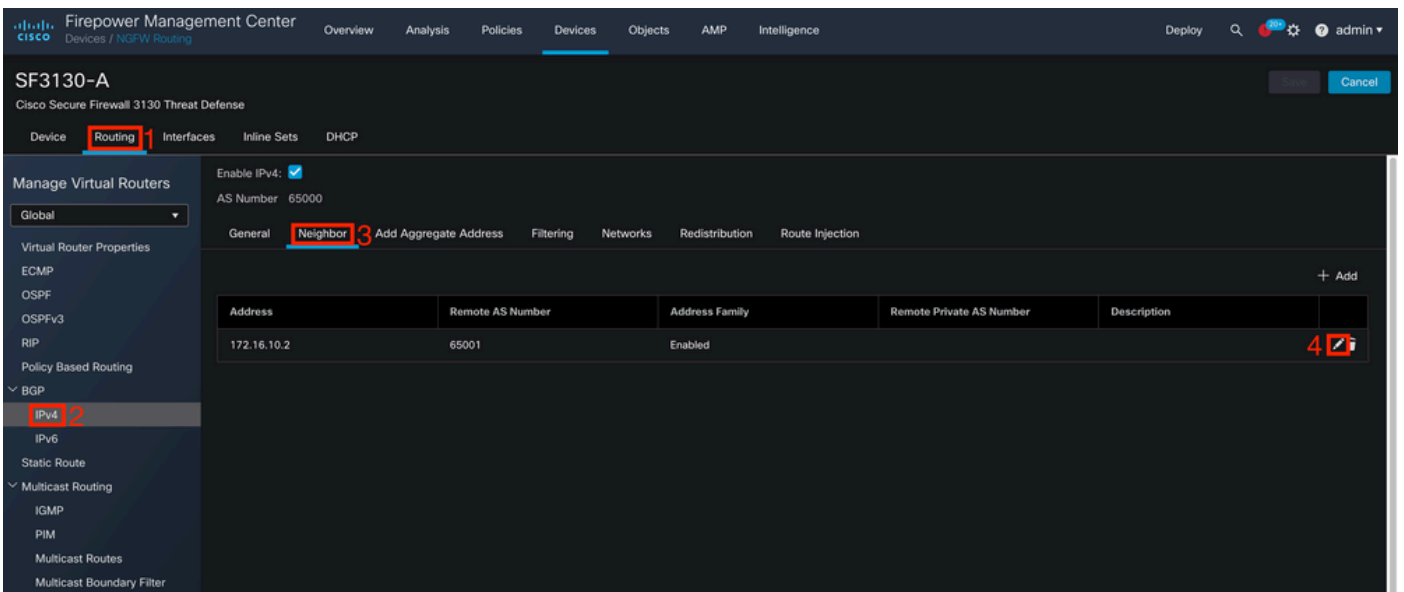 cisco Firepower Management Center
Devices / NGFW Routing
Overview Analysis Policies Devices Objects AMP Intelligence Deploy 20+ admin
SF3130-A
Save Cancel
Cisco Secure Firewall 3130 Threat Defense
Device Routing 1 Interfaces Inline Sets DHCP
Manage Virtual Routers
Global
Virtual Router Properties
ECMP
OSPF
OSPFv3
RIP
Policy Based Routing
BGP
IPv4 2
IPv6
Static Route
Multicast Routing
IGMP
PIM
Multicast Routes
Multicast Boundary Filter
Enable IPv4:
AS Number 65000
General Neighbor 3 Add Aggregate Address Filtering Networks Redistribution Route Injection
+ Add
Address Remote AS Number Address Family Remote Private AS Number Description
172.16.10.2 65001 Enabled 4